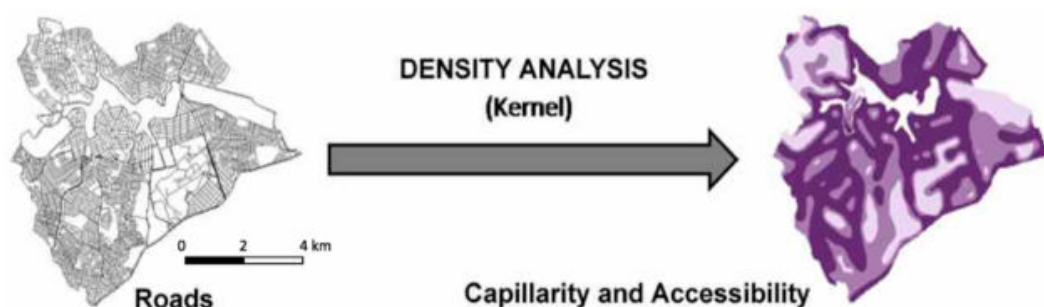 DENSITY ANALYSIS
(Kernel)
0 2 4 km
Roads
Capillarity and Accessibility